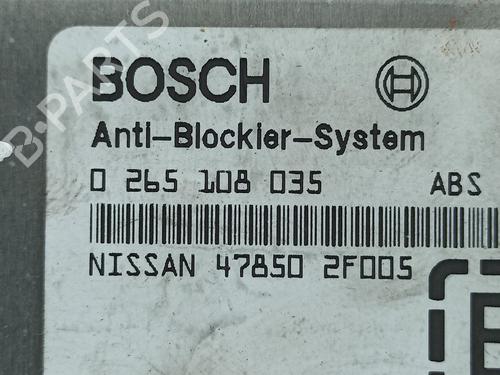 BOSCH
Anti-Blockier-System
0 265 108 035 ABS
NISSAN 47850 2F005
B-PARTS